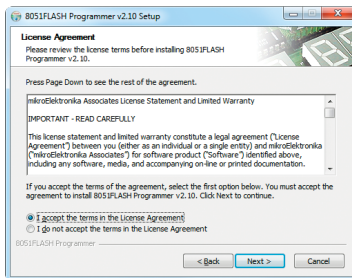 8051FLASH Programmer v2.10 Setup
License Agreement
Please review the license terms before installing 8051FLASH
Programmer v2.10.
Press Page Down to see the rest of the agreement.
mikroElektronika Associates License Statement and Limited Warranty
IMPORTANT - READ CAREFULLY
This license statement and limited warranty constitute a legal agreement ("License
Agreement") between you (either as an individual or a single entity) and mikroElektronika
("mikroElektronika Associates") for software product ("Software") identified above,
including any software, media, and accompanying on-line or printed documentation.
If you accept the terms of the agreement, select the first option below. You must accept the
agreement to install 8051FLASH Programmer v2.10. Click Next to continue.
I accept the terms in the License Agreement
I do not accept the terms in the License Agreement
8051FLASH Programmer
< Back Next > Cancel